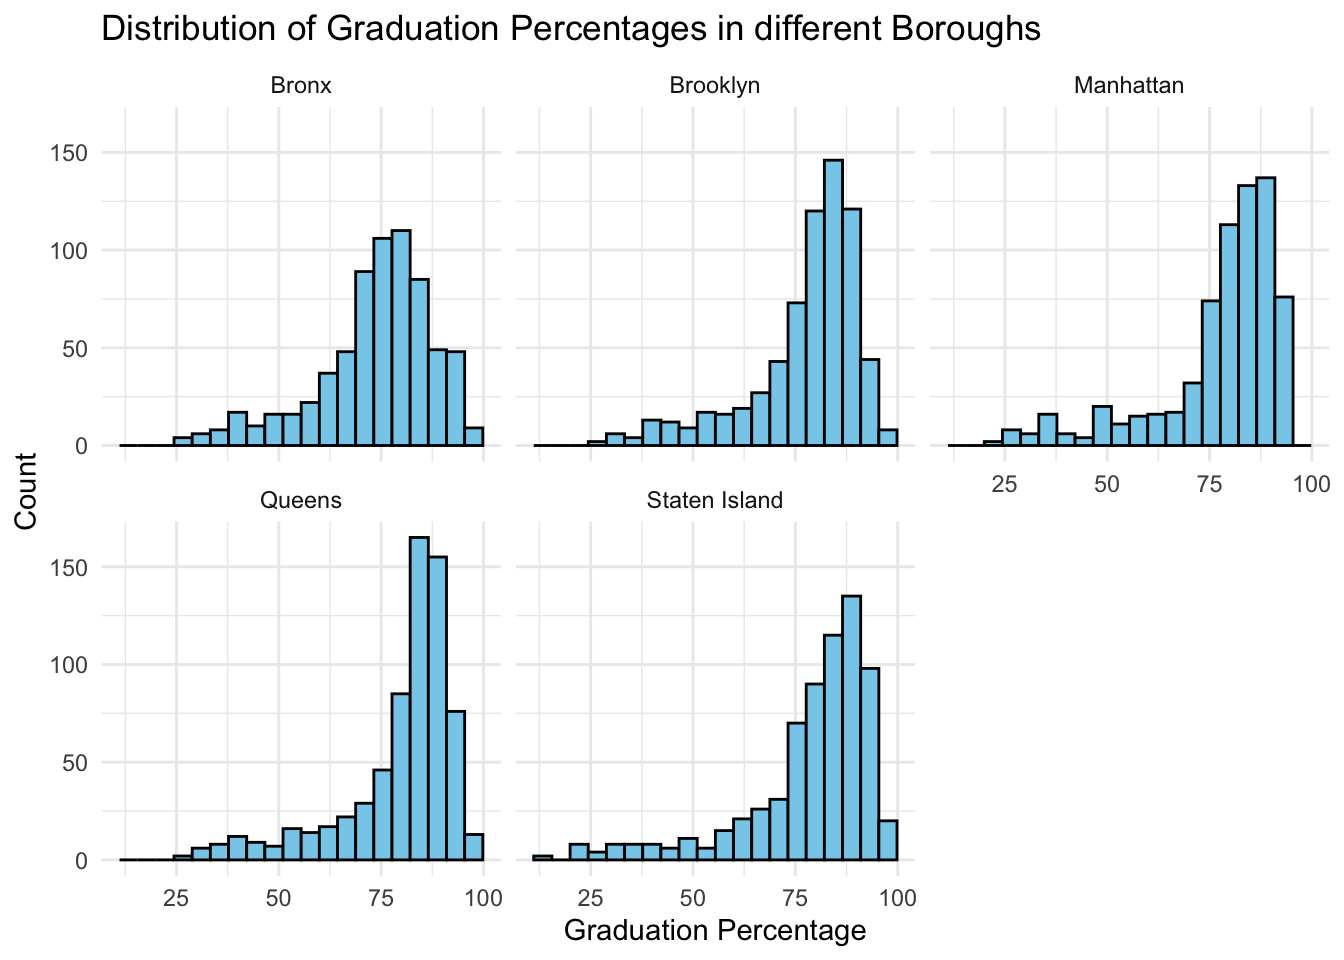 Distribution of Graduation Percentages in different Boroughs
Bronx
Brooklyn
Manhattan
150
100
50
0
25 50 75 100
Queens
Staten Island
150
100
50
0
25 50 75 100
25 50 75 100
Count
Graduation Percentage